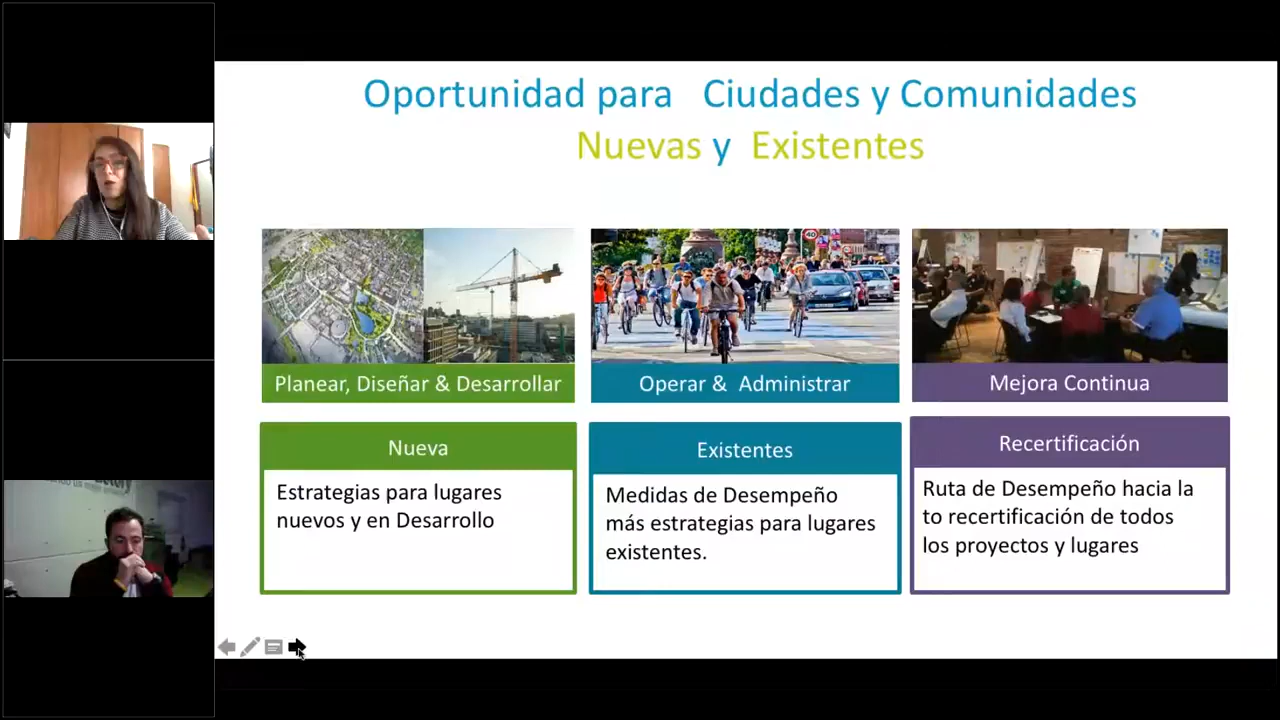 Oportunidad para Ciudades y Comunidades
Nuevas y Existentes
40
Planear, Diseñar & Desarrollar
Operar & Administrar
Mejora Continua
Nueva
Estrategias para lugares
nuevos y en Desarrollo
Existentes
Medidas de Desempeño
más estrategias para lugares
existentes.
Recertificación
Ruta de Desempeño hacia la
to recertificación de todos
los proyectos y lugares